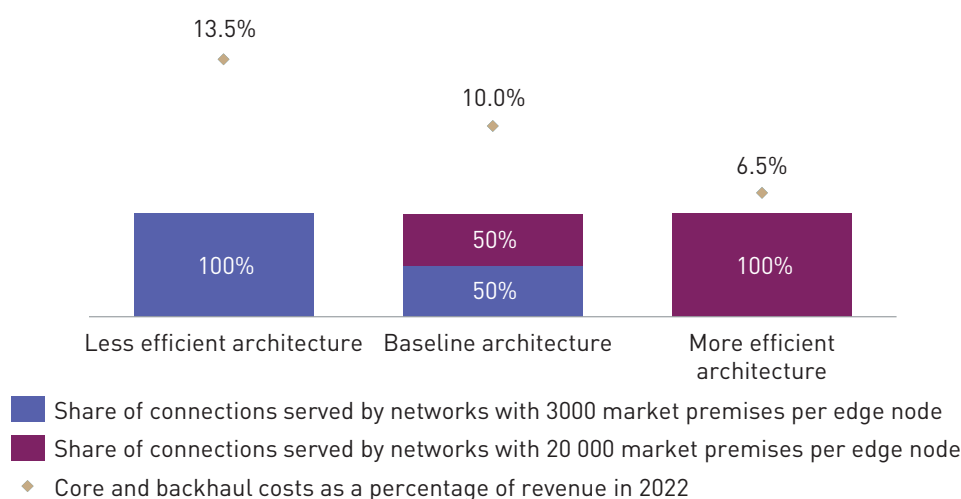 13.5%
10.0%
6.5%
100%
50%
50%
100%
Less efficient architecture
Baseline architecture
More efficient
architecture
Share of connections served by networks with 3000 market premises per edge node
Share of connections served by networks with 20 000 market premises per edge node
Core and backhaul costs as a percentage of revenue in 2022